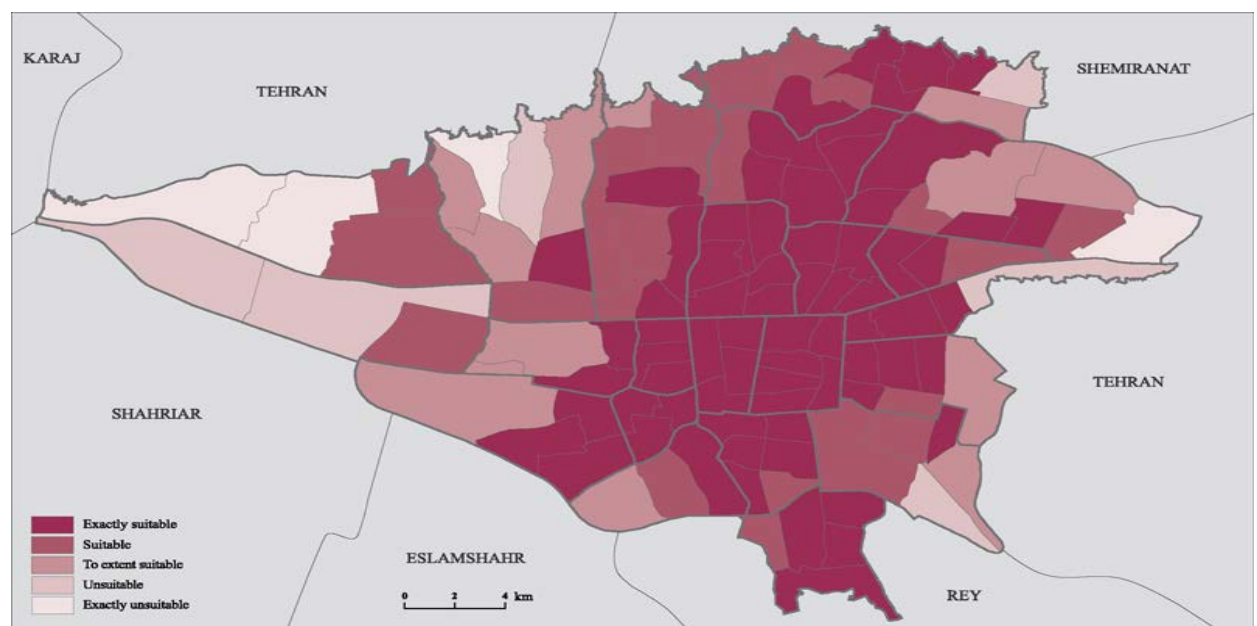 KARAJ
TEHRAN
SHEMIRANAT
TEHRAN
SHAHRIAR
ESLAMSHAHR
REY
Exactly suitable
Suitable
To extent suitable
Unsuitable
Exactly unsuitable
0 2 4 km